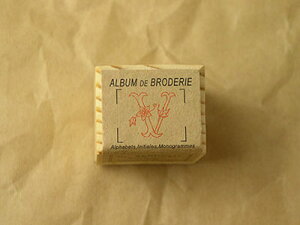 ALBUM DE BRODERIE
V
Alphabets Initiales Monogrammes